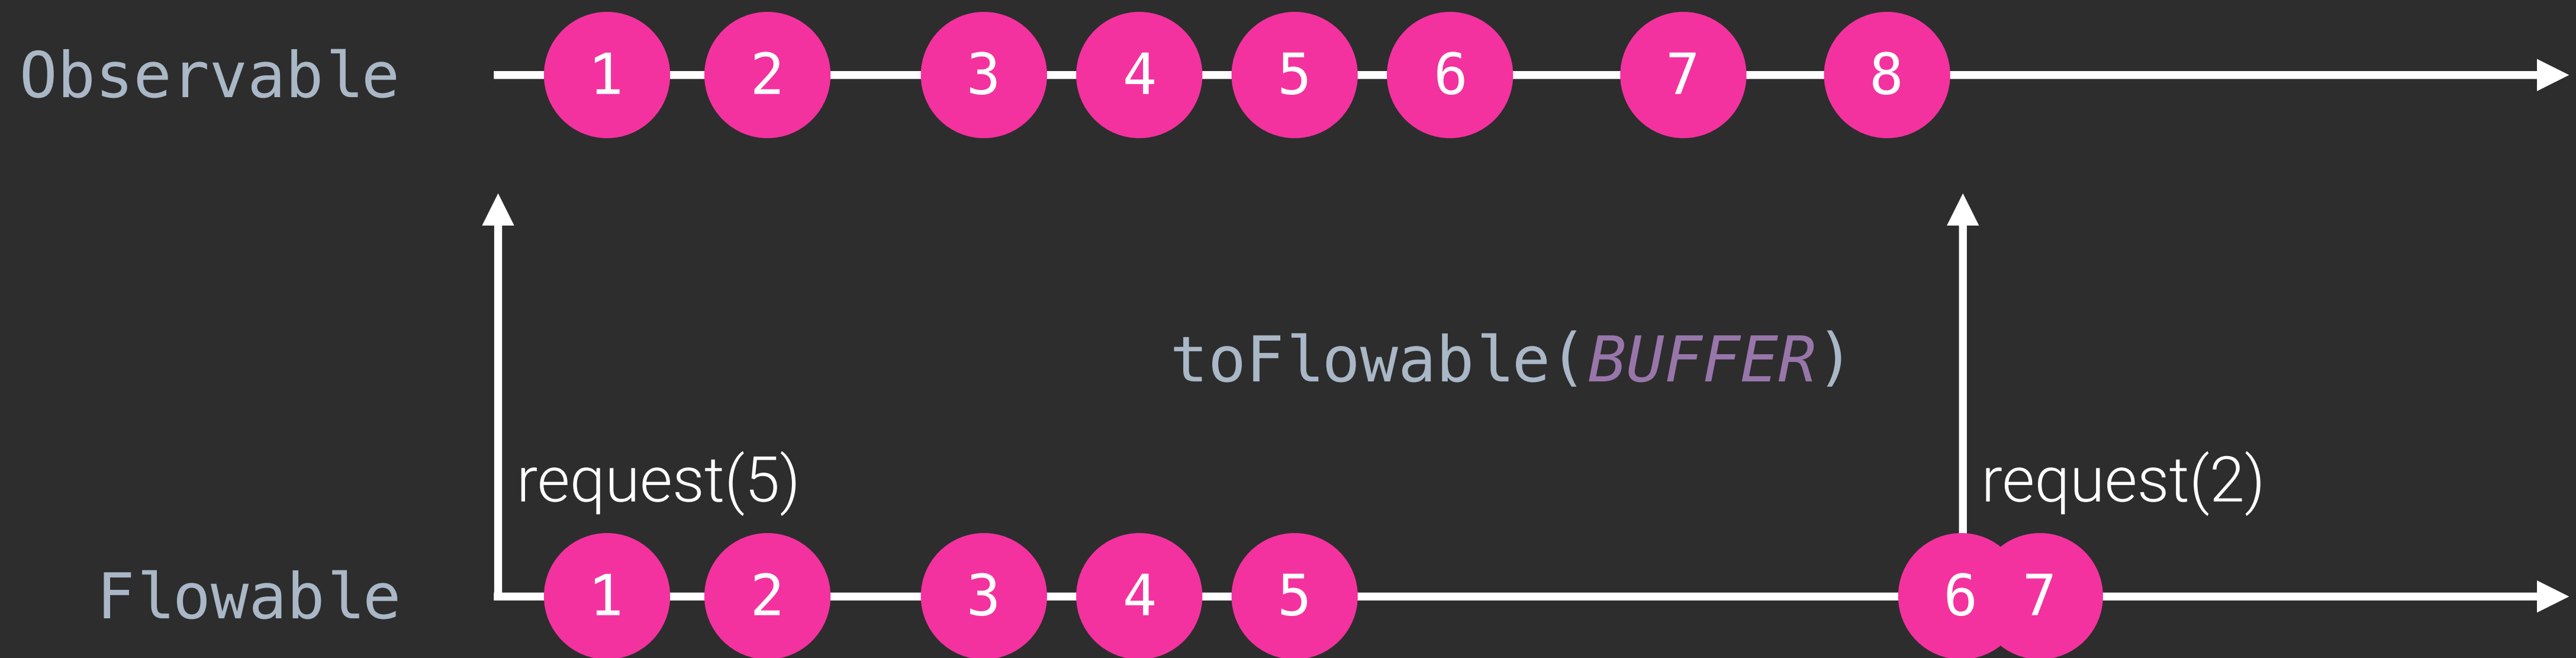 Observable 1 2 3 4 5 6 7 8
toFlowable(BUFFER)
request(5) request(2)
Flowable 1 2 3 4 5 6 7